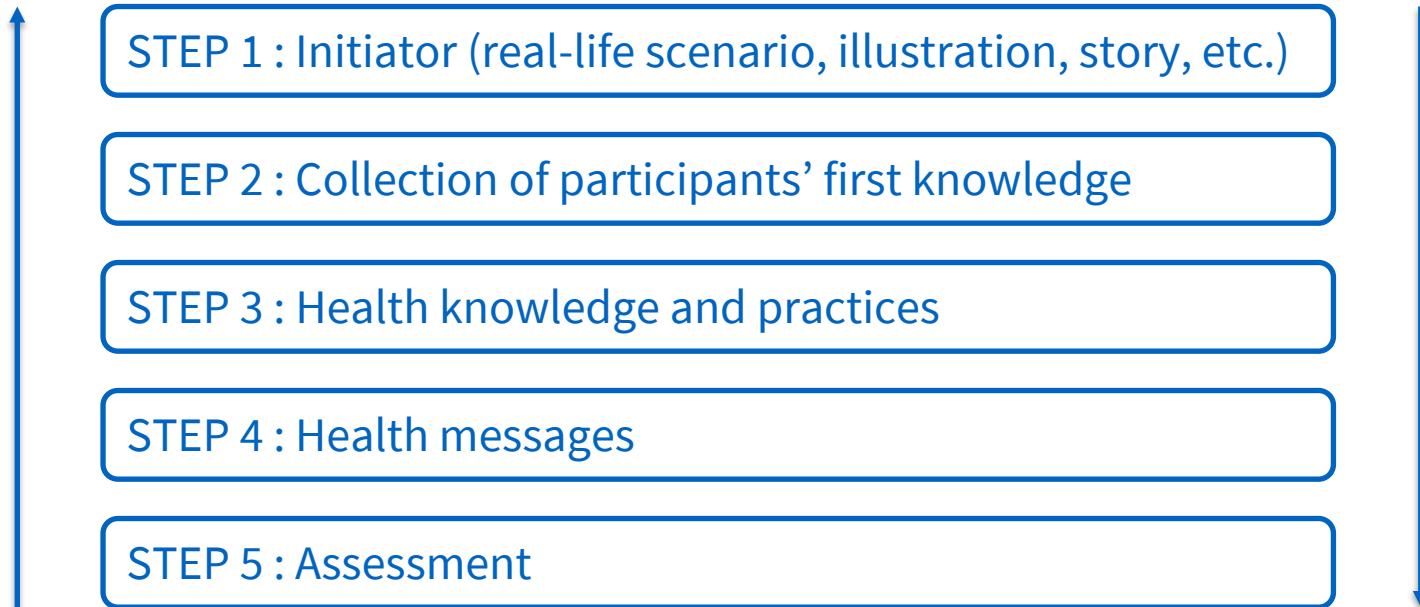 STEP 1 : Initiator (real-life scenario, illustration, story, etc.)
STEP 2 : Collection of participants’ first knowledge
STEP 3 : Health knowledge and practices
STEP 4 : Health messages
STEP 5 : Assessment